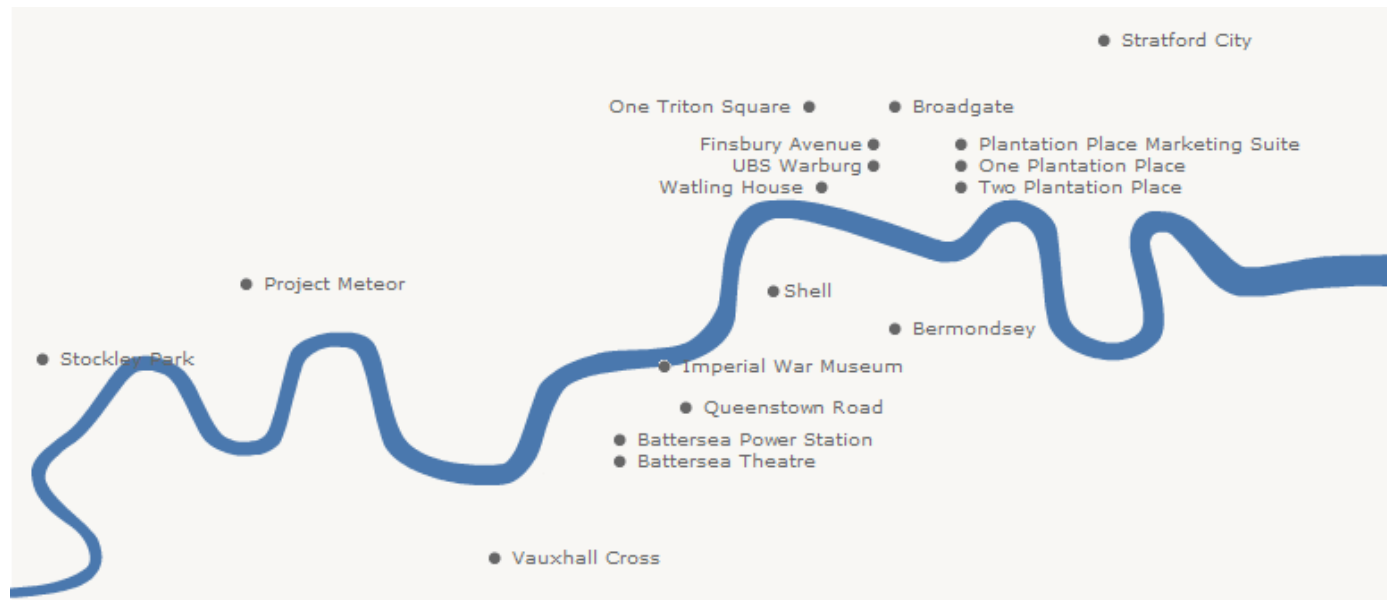 Stratford City
One Triton Square
Broadgate
Finsbury Avenue
Plantation Place Marketing Suite
UBS Warburg
One Plantation Place
Watling House
Two Plantation Place
Project Meteor
Shell
Bermondsey
Stockley Park
Imperial War Museum
Queenstown Road
Battersea Power Station
Battersea Theatre
Vauxhall Cross